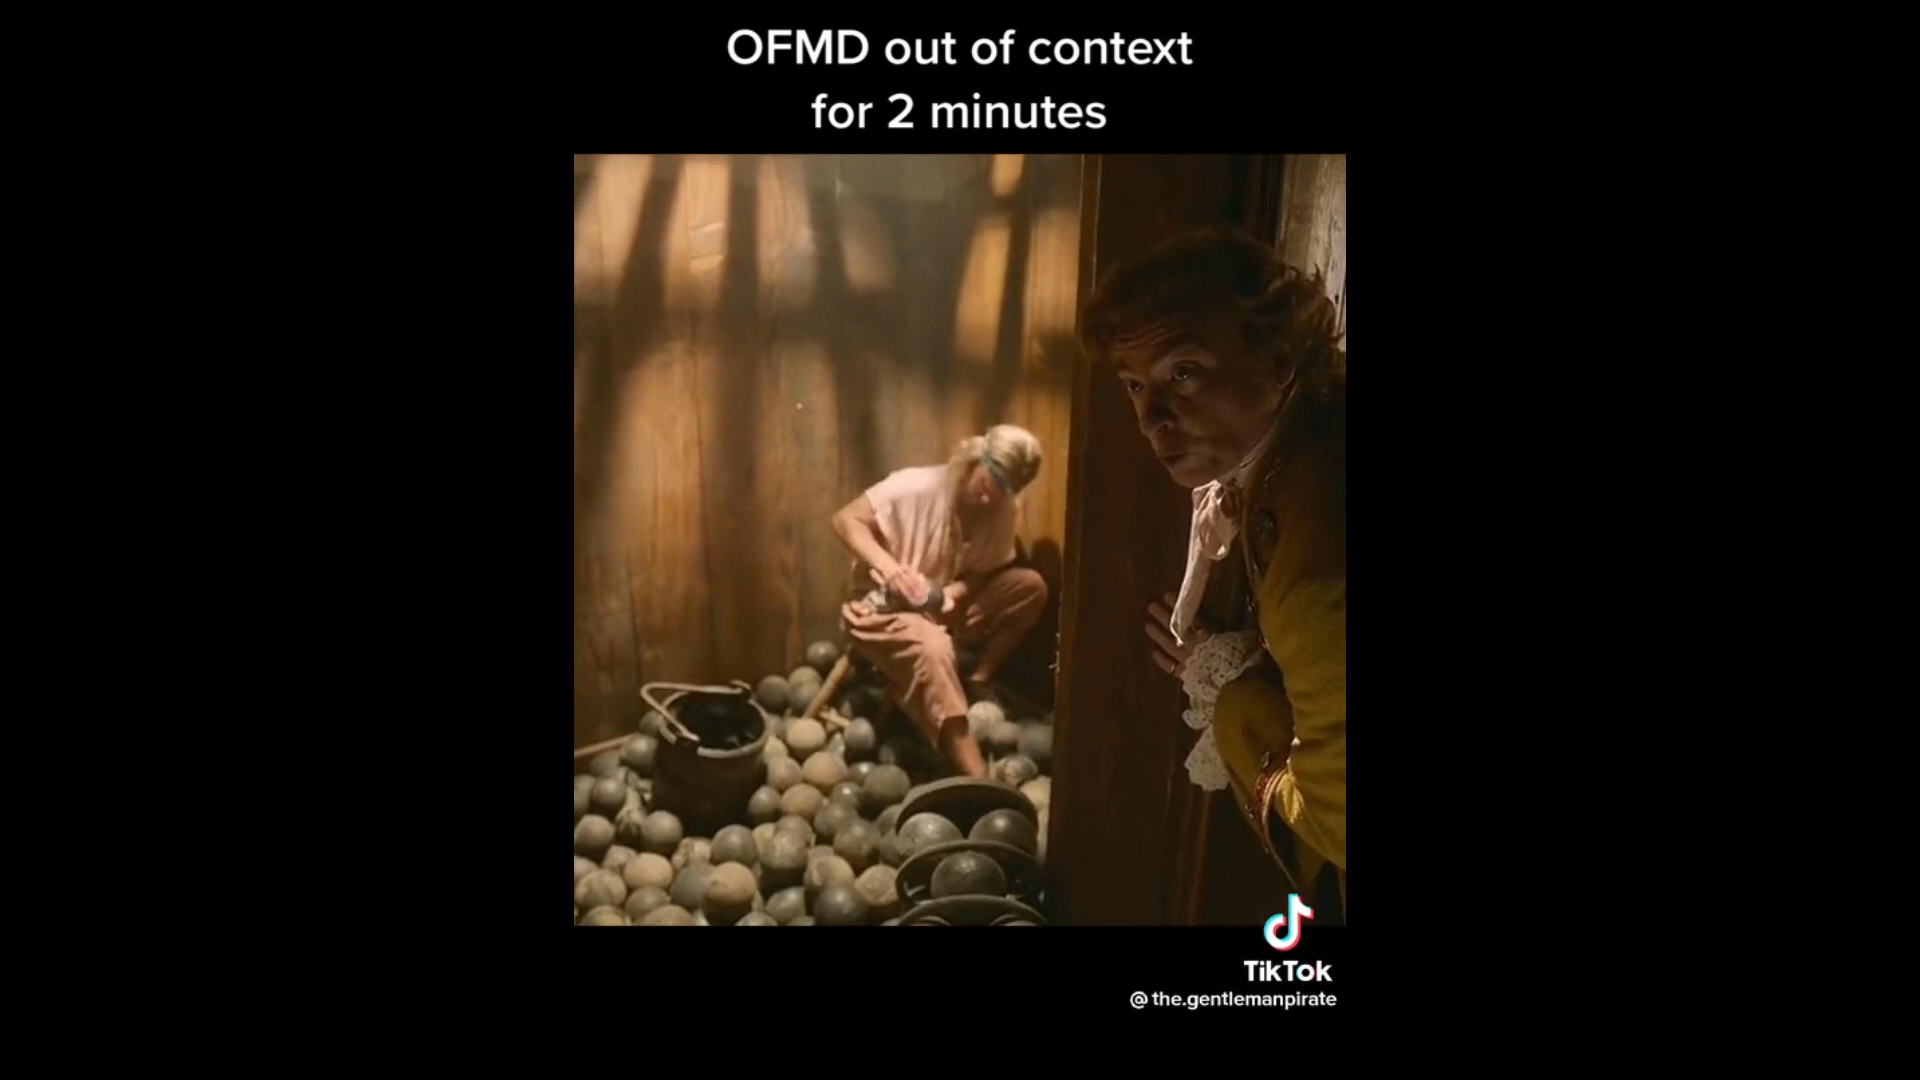 OFMD out of context
for 2 minutes
TikTok
@the.gentlemanpirate